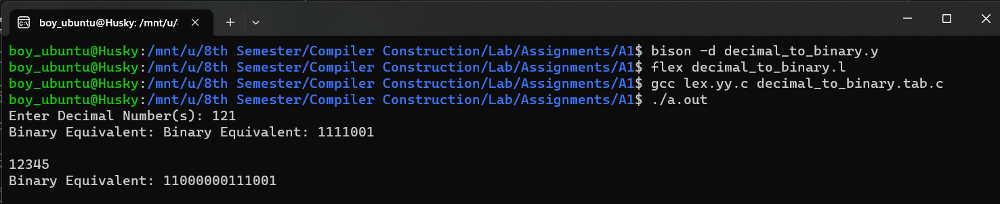 boy_ubuntu@Husky: /mnt/u/8
boy_ubuntu@Husky:/mnt/u/8th Semester/Compiler Construction/Lab/Assignments/A1$ bison -d decimal_to_binary.y
boy_ubuntu@Husky:/mnt/u/8th Semester/Compiler Construction/Lab/Assignments/A1$ flex decimal_to_binary.l
boy_ubuntu@Husky:/mnt/u/8th Semester/Compiler Construction/Lab/Assignments/A1$ gcc lex.yy.c decimal_to_binary.tab.c
boy_ubuntu@Husky:/mnt/u/8th Semester/Compiler Construction/Lab/Assignments/A1$ ./a.out
Enter Decimal Number(s): 121
Binary Equivalent: Binary Equivalent: 1111001
12345
Binary Equivalent: 11000000111001